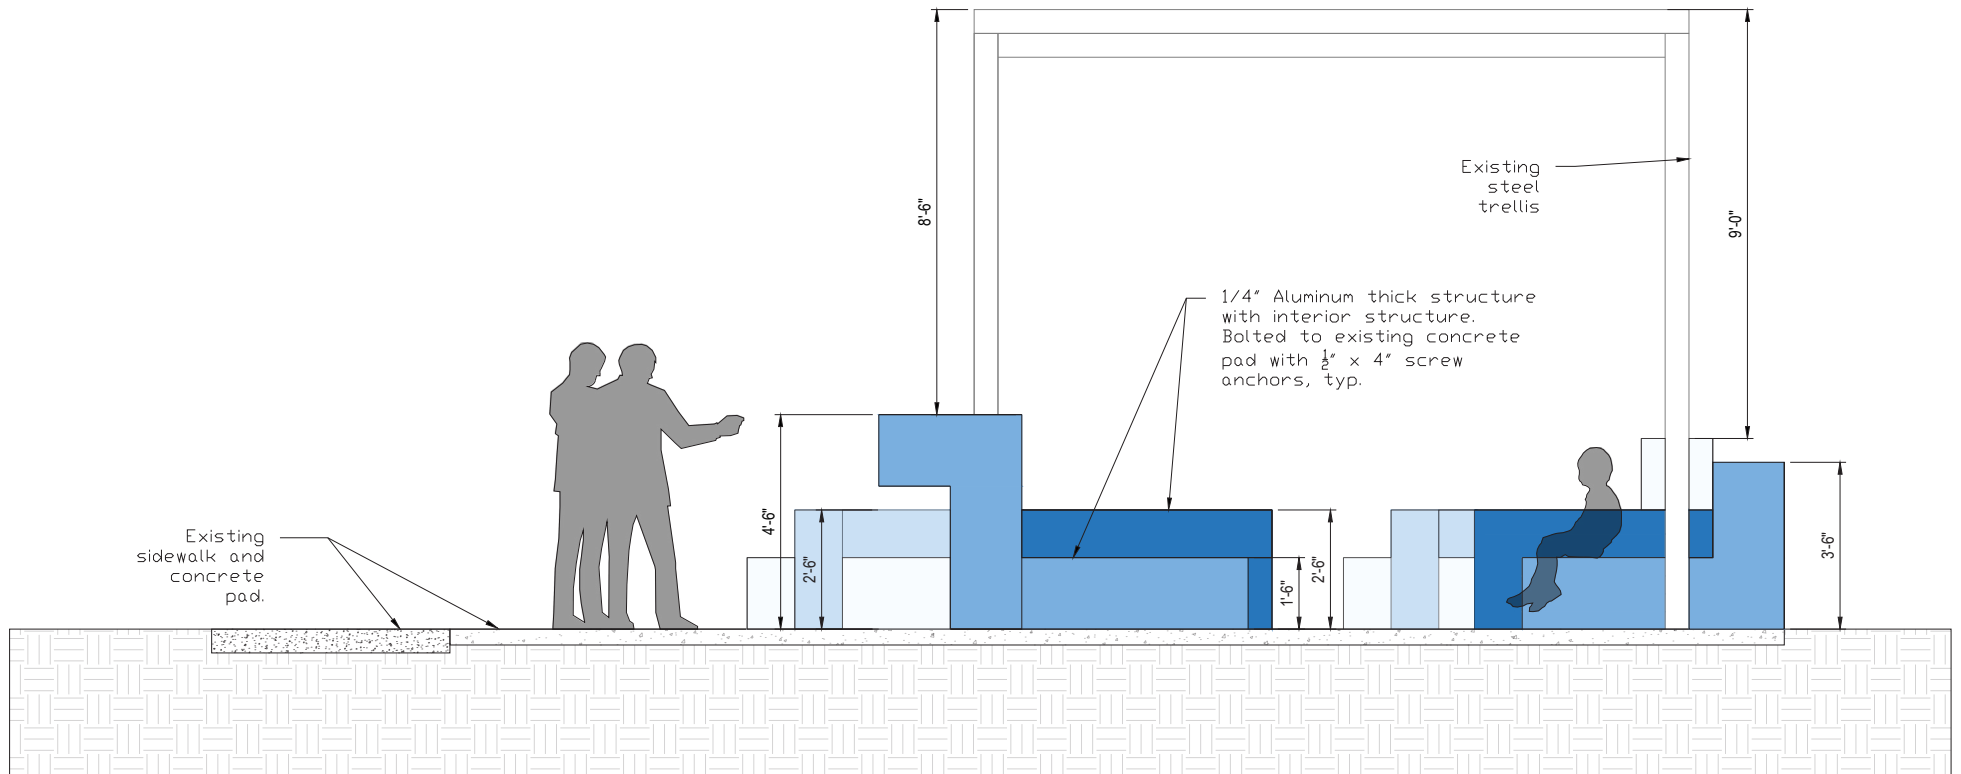 8'-6"
9'-0"
Existing
steel
trellis
1/4" Aluminum thick structure
with interior structure.
Bolted to existing concrete
pad with ½" x 4" screw
anchors, typ.
Existing
sidewalk and
concrete
pad.
4'-6"
2'-6"
1'-6"
2'-6"
3'-6"